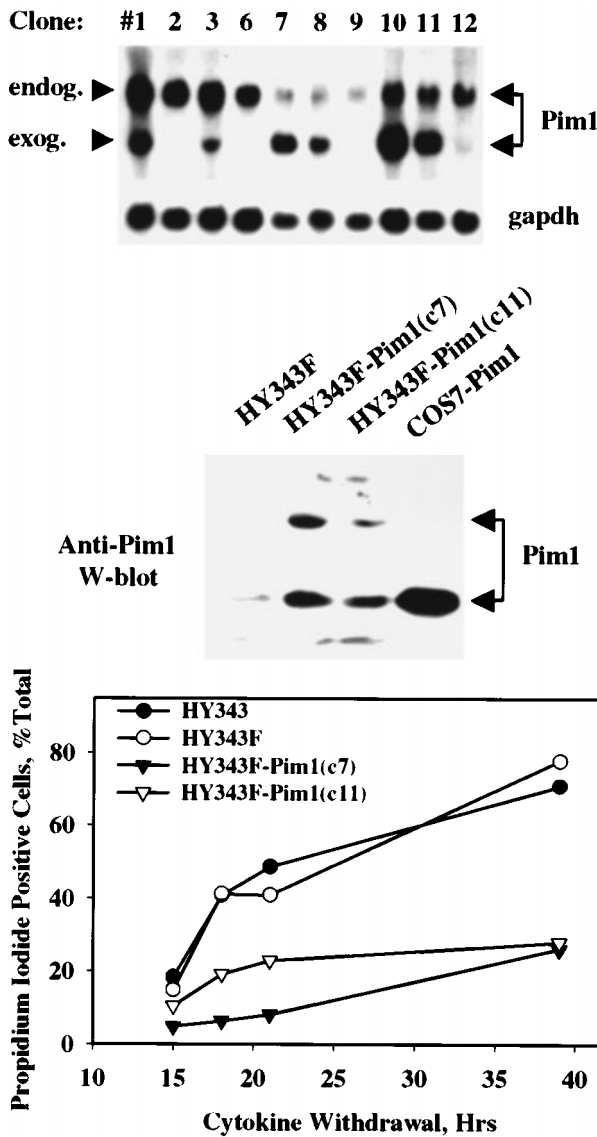 Clone: #1 2 3 6 7 8 9 10 11 12
endog.
exog.
Pim1
gapdh
HY343F
HY343F-Pim1(c7)
HY343F-Pim1(c11)
COS7-Pim1
Anti-Pim1
W-blot
Pim1
Propidium Iodide Positive Cells, %Total
80
60
40
20
0
HY343
HY343F
HY343F-Pim1(c7)
HY343F-Pim1(c11)
10 15 20 25 30 35 40
Cytokine Withdrawal, Hrs